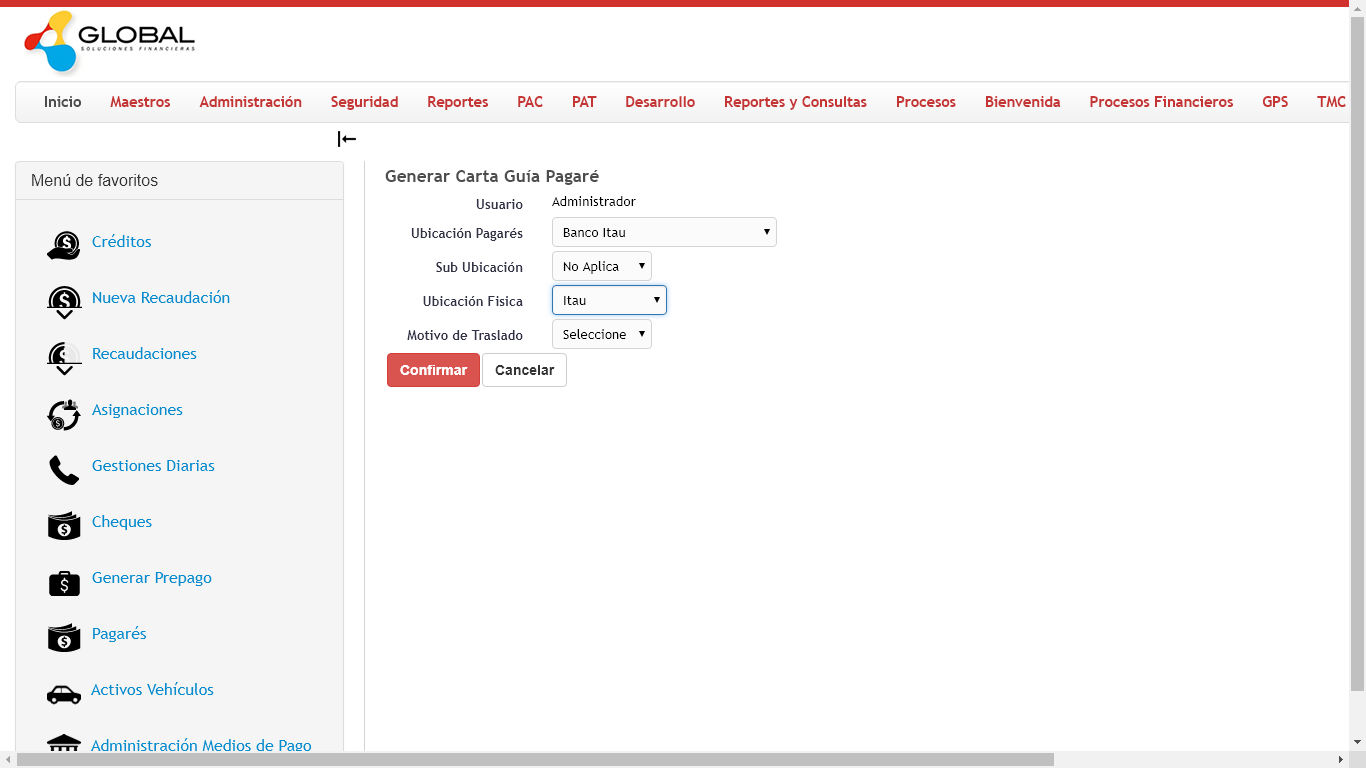 GLOBAL
SOLUCIONES FINANCIERAS
Inicio Maestros Administración Seguridad Reportes PAC PAT Desarrollo Reportes y Consultas Procesos Bienvenida Procesos Financieros GPS TMC
Menú de favoritos
Créditos
Nueva Recaudación
Recaudaciones
Asignaciones
Gestiones Diarias
Cheques
Generar Prepago
Pagarés
Activos Vehículos
Administración Medios de Pago
Generar Carta Guía Pagaré
Usuario Administrador
Ubicación Pagarés Banco Itau
Sub Ubicación No Aplica
Ubicación Fisica Itau
Motivo de Traslado Seleccione
Confirmar Cancelar